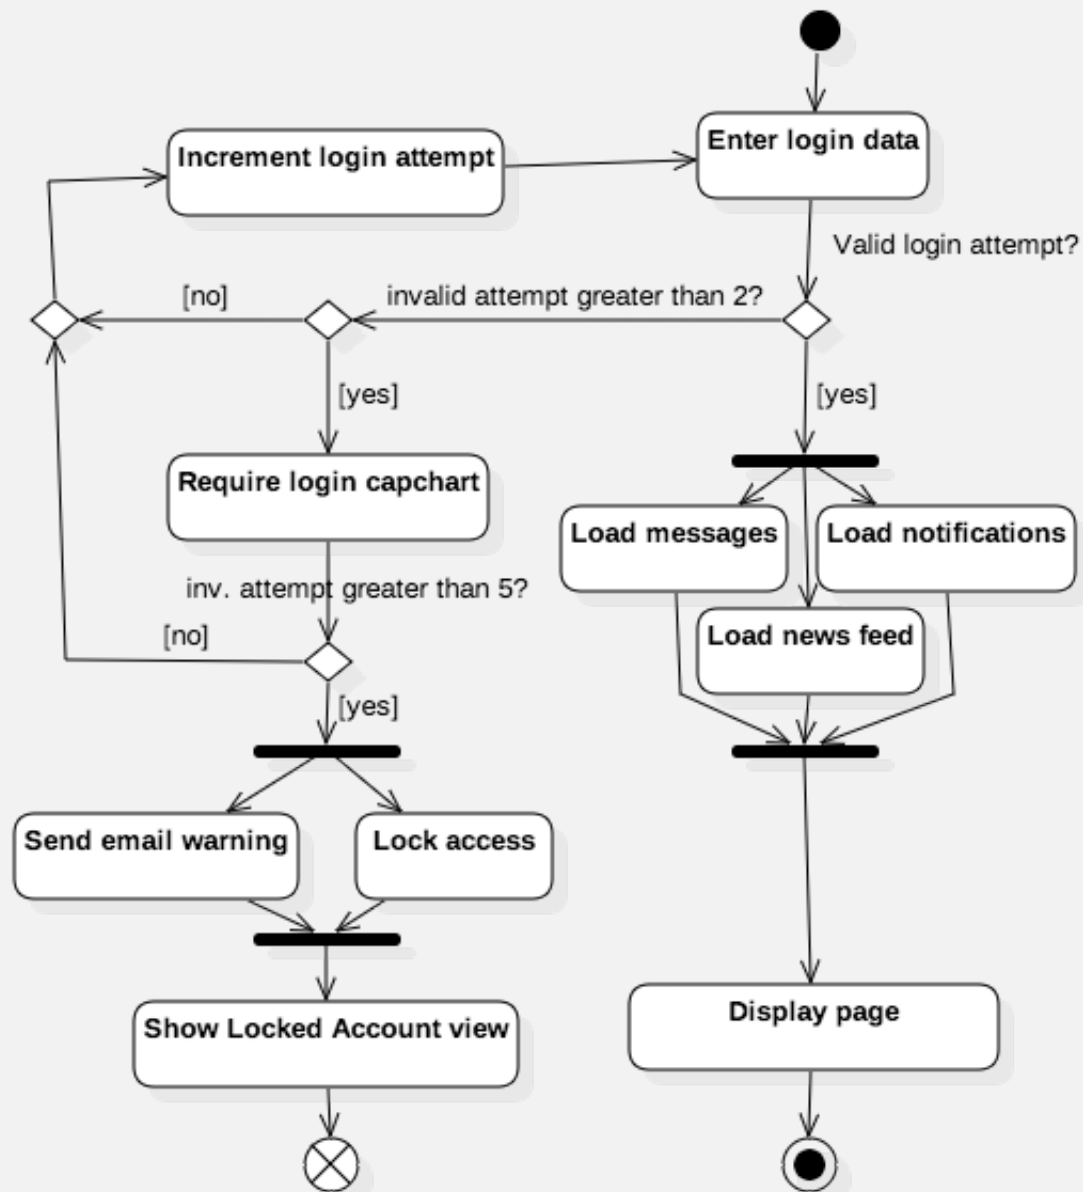 Enter login data
Increment login attempt
Valid login attempt?
[no]
invalid attempt greater than 2?
[yes]
[yes]
Require login capchart
Load messages
Load notifications
inv. attempt greater than 5?
[no]
Load news feed
[yes]
Send email warning
Lock access
Show Locked Account view
Display page